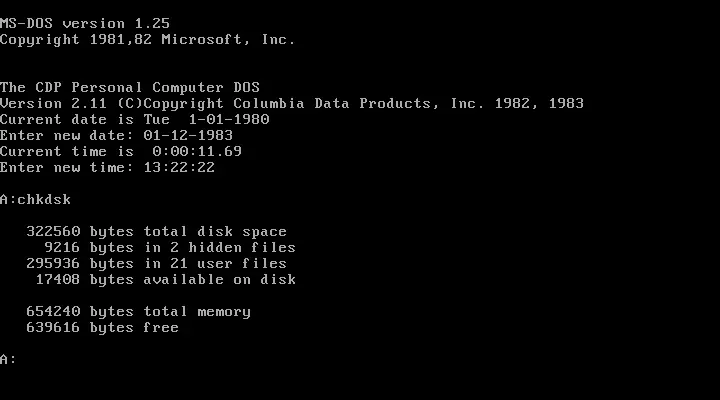 MS-DOS version 1.25
Copyright 1981,82 Microsoft, Inc.
The CDP Personal Computer DOS
Version 2.11 (C)Copyright Columbia Data Products, Inc. 1982, 1983
Current date is Tue  1-01-1980
Enter new date: 01-12-1983
Current time is  0:00:11.69
Enter new time: 13:22:22
A:chkdsk
322560 bytes total disk space
9216 bytes in 2 hidden files
295936 bytes in 21 user files
17408 bytes available on disk
654240 bytes total memory
639616 bytes free
A: